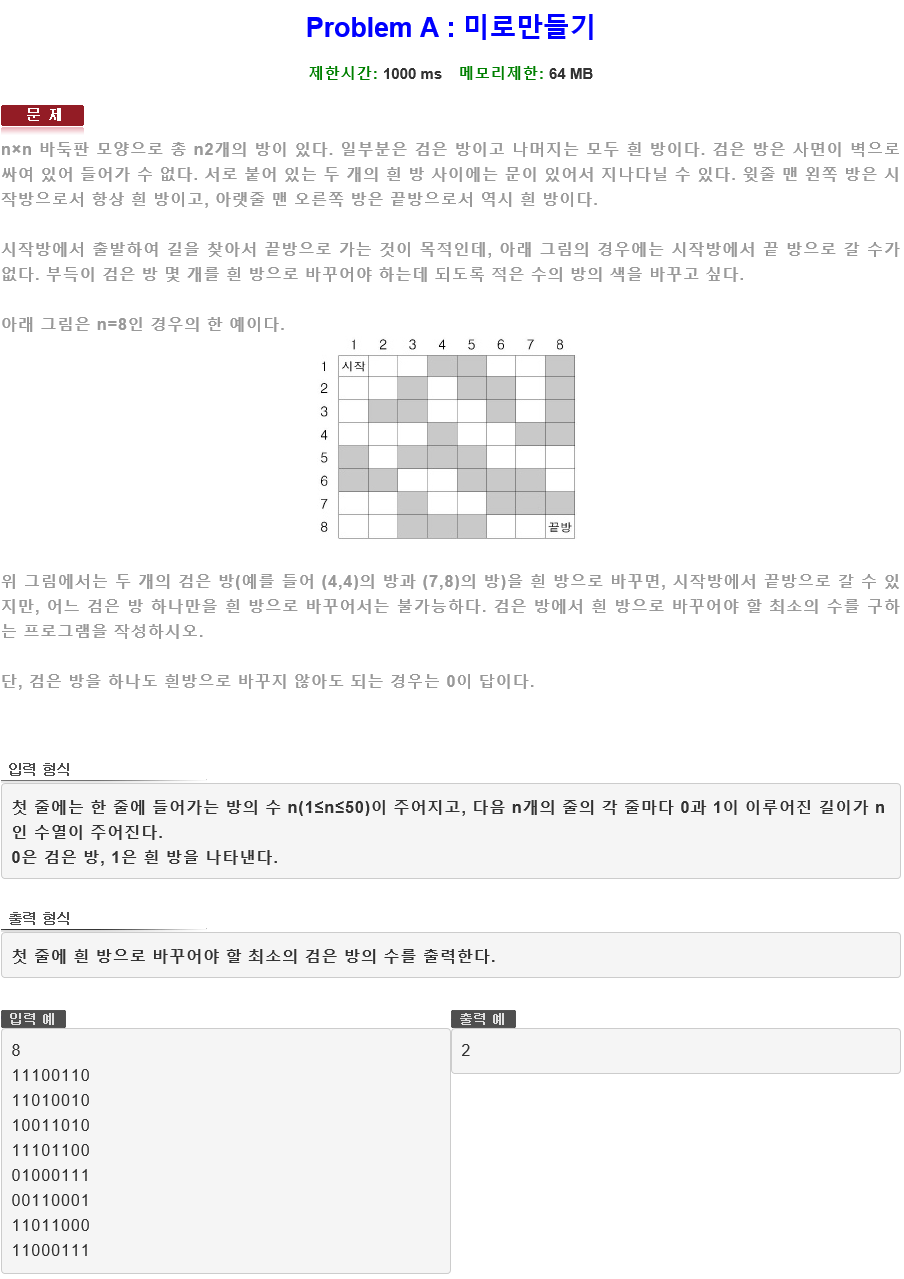 Problem A : 미로만들기
제한시간: 1000 ms 메모리제한: 64 MB
문 제
n×n 바둑판 모양으로 총 n2개의 방이 있다. 일부분은 검은 방이고 나머지는 모두 흰 방이다. 검은 방은 사면이 벽으로
싸여 있어 들어가 수 없다. 서로 붙어 있는 두 개의 흰 방 사이에는 문이 있어서 지나다닐 수 있다. 윗줄 맨 왼쪽 방은 시
작방으로서 항상 흰 방이고, 아랫줄 맨 오른쪽 방은 끝방으로서 역시 흰 방이다.
시작방에서 출발하여 길을 찾아서 끝방으로 가는 것이 목적인데, 아래 그림의 경우에는 시작방에서 끝 방으로 갈 수가
없다. 부득이 검은 방 몇 개를 흰 방으로 바꾸어야 하는데 되도록 적은 수의 방의 색을 바꾸고 싶다.
아래 그림은 n=8인 경우의 한 예이다.
1 2 3 4 5 6 7 8
1 시작
2
3
4
5
6
7
8 끝방
위 그림에서는 두 개의 검은 방(예를 들어 (4,4)의 방과 (7,8)의 방)을 흰 방으로 바꾸면, 시작방에서 끝방으로 갈 수 있
지만, 어느 검은 방 하나만을 흰 방으로 바꾸어서는 불가능하다. 검은 방에서 흰 방으로 바꾸어야 할 최소의 수를 구하
는 프로그램을 작성하시오.
단, 검은 방을 하나도 흰방으로 바꾸지 않아도 되는 경우는 0이 답이다.
입력 형식
첫 줄에는 한 줄에 들어가는 방의 수 n(1≤n≤50)이 주어지고, 다음 n개의 줄의 각 줄마다 0과 1이 이루어진 길이가 n
인 수열이 주어진다.
0은 검은 방, 1은 흰 방을 나타낸다.
출력 형식
첫 줄에 흰 방으로 바꾸어야 할 최소의 검은 방의 수를 출력한다.
입력 예
8
11100110
11010010
10011010
11101100
01000111
00110001
11011000
11000111
출력 예
2